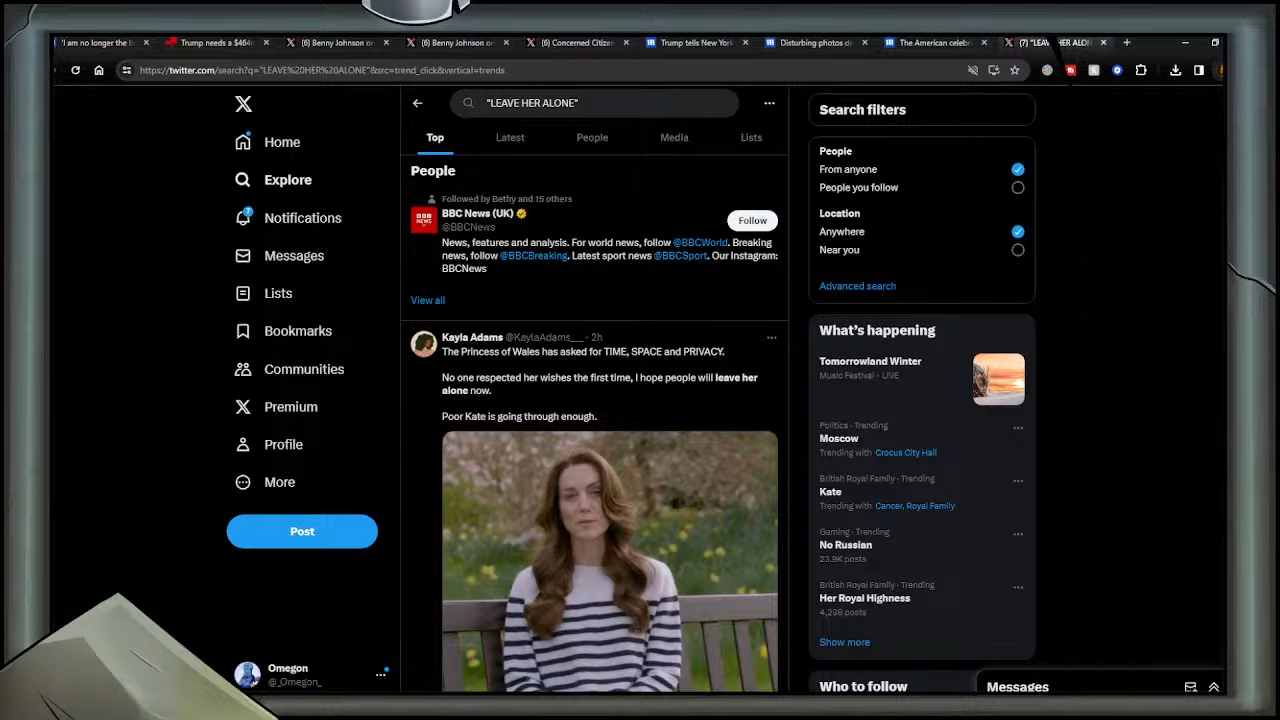 'I am no longer the b
Trump needs a $464
(6) Benny Johnson on
(6) Benny Johnson on
(6) Concerned Citizen
Trump tells New York
Disturbing photos d
The American celebr
(7) "LEAVE HER ALON
https://twitter.com/search?q="LEAVE%20HER%20ALONE"&src=trend_click&vertical=trends
Home
Explore
7
Notifications
Messages
Lists
Bookmarks
Communities
Premium
Profile
More
Post
Omegon
@_Omegon_
"LEAVE HER ALONE"
Top
Latest
People
Media
Lists
People
Followed by Bethy and 15 others
BBC NEWS
BBC News (UK)
@BBCNews
Follow
News, features and analysis. For world news, follow @BBCWorld. Breaking
news, follow @BBCBreaking. Latest sport news @BBCSport. Our Instagram:
BBCNews
View all
Kayla Adams @KaylaAdams___ · 2h
The Princess of Wales has asked for TIME, SPACE and PRIVACY.
No one respected her wishes the first time, I hope people will leave her
alone now.
Poor Kate is going through enough.
Search filters
People
From anyone
People you follow
Location
Anywhere
Near you
Advanced search
What's happening
Tomorrowland Winter
Music Festival · LIVE
Politics · Trending
Moscow
Trending with Crocus City Hall
British Royal Family · Trending
Kate
Trending with Cancer, Royal Family
Gaming · Trending
No Russian
23.9K posts
British Royal Family · Trending
Her Royal Highness
4,298 posts
Show more
Who to follow
Messages